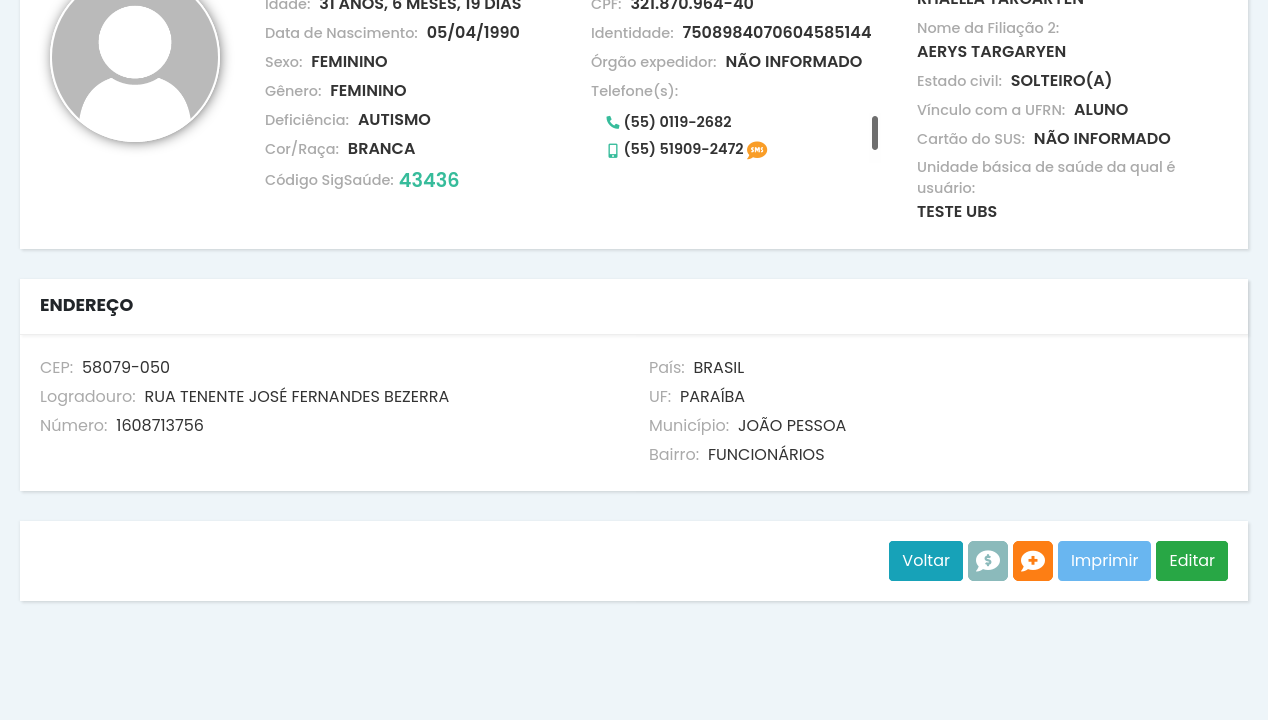 Idade: 31 ANOS, 6 MESES, 19 DIAS
Data de Nascimento: 05/04/1990
Sexo: FEMININO
Gênero: FEMININO
Deficiência: AUTISMO
Cor/Raça: BRANCA
Código SigSaúde: 43436
CPF: 321.870.964-40
Identidade: 7508984070604585144
Órgão expedidor: NÃO INFORMADO
Telefone(s):
(55) 0119-2682
(55) 51909-2472 SMS
RHAELLA TARGARYEN
Nome da Filiação 2:
AERYS TARGARYEN
Estado civil: SOLTEIRO(A)
Vínculo com a UFRN: ALUNO
Cartão do SUS: NÃO INFORMADO
Unidade básica de saúde da qual é
usuário:
TESTE UBS
ENDEREÇO
CEP: 58079-050
Logradouro: RUA TENENTE JOSÉ FERNANDES BEZERRA
Número: 1608713756
País: BRASIL
UF: PARAÍBA
Município: JOÃO PESSOA
Bairro: FUNCIONÁRIOS
Voltar $ Imprimir Editar